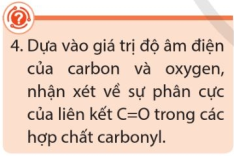 4. Dựa vào giá trị độ âm điện
của carbon và oxygen,
nhận xét về sự phân cực
của liên kết C=O trong các
hợp chất carbonyl.